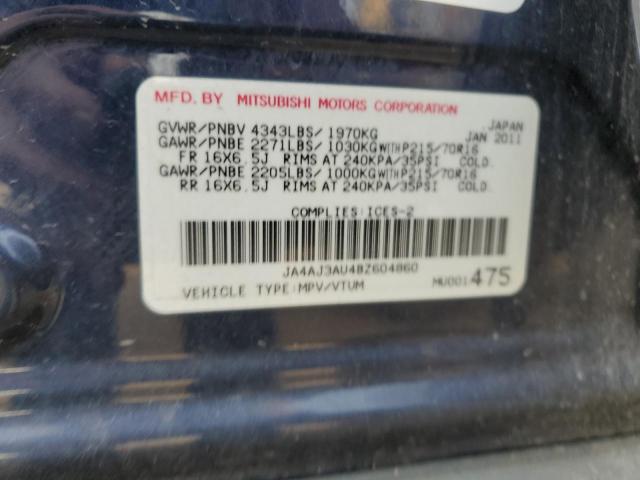 MFD. BY MITSUBISHI MOTORS CORPORATION
JAPAN
GVWR/PNBV 4343LBS/ 1970KG JAN 2011
GAWR/PNBE 2271LBS/ 1030KG WITH P215/70R16
FR 16X6.5J RIMS AT 240KPA/35PSI COLD.
GAWR/PNBE 2205LBS/ 1000KG WITH P215/70R16
RR 16X6.5J RIMS AT 240KPA/35PSI COLD.
COMPLIES:ICES-2
JA4AJ3AU4BZ604860
VEHICLE TYPE:MPV/VTUM MU001475